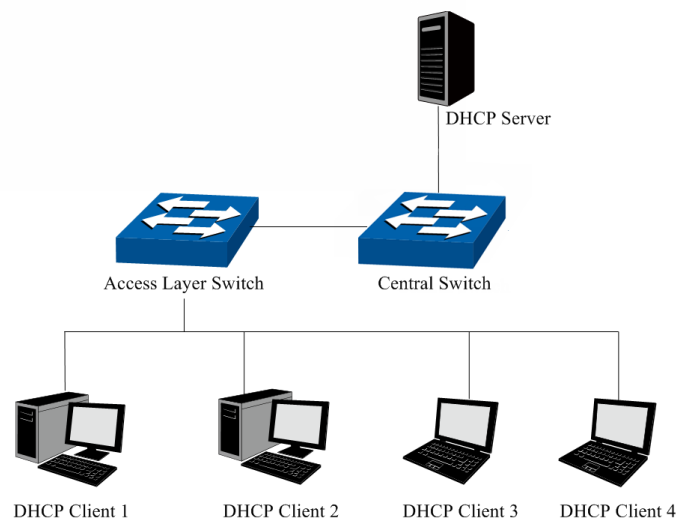 DHCP Server
Access Layer Switch
Central Switch
DHCP Client 1
DHCP Client 2
DHCP Client 3
DHCP Client 4